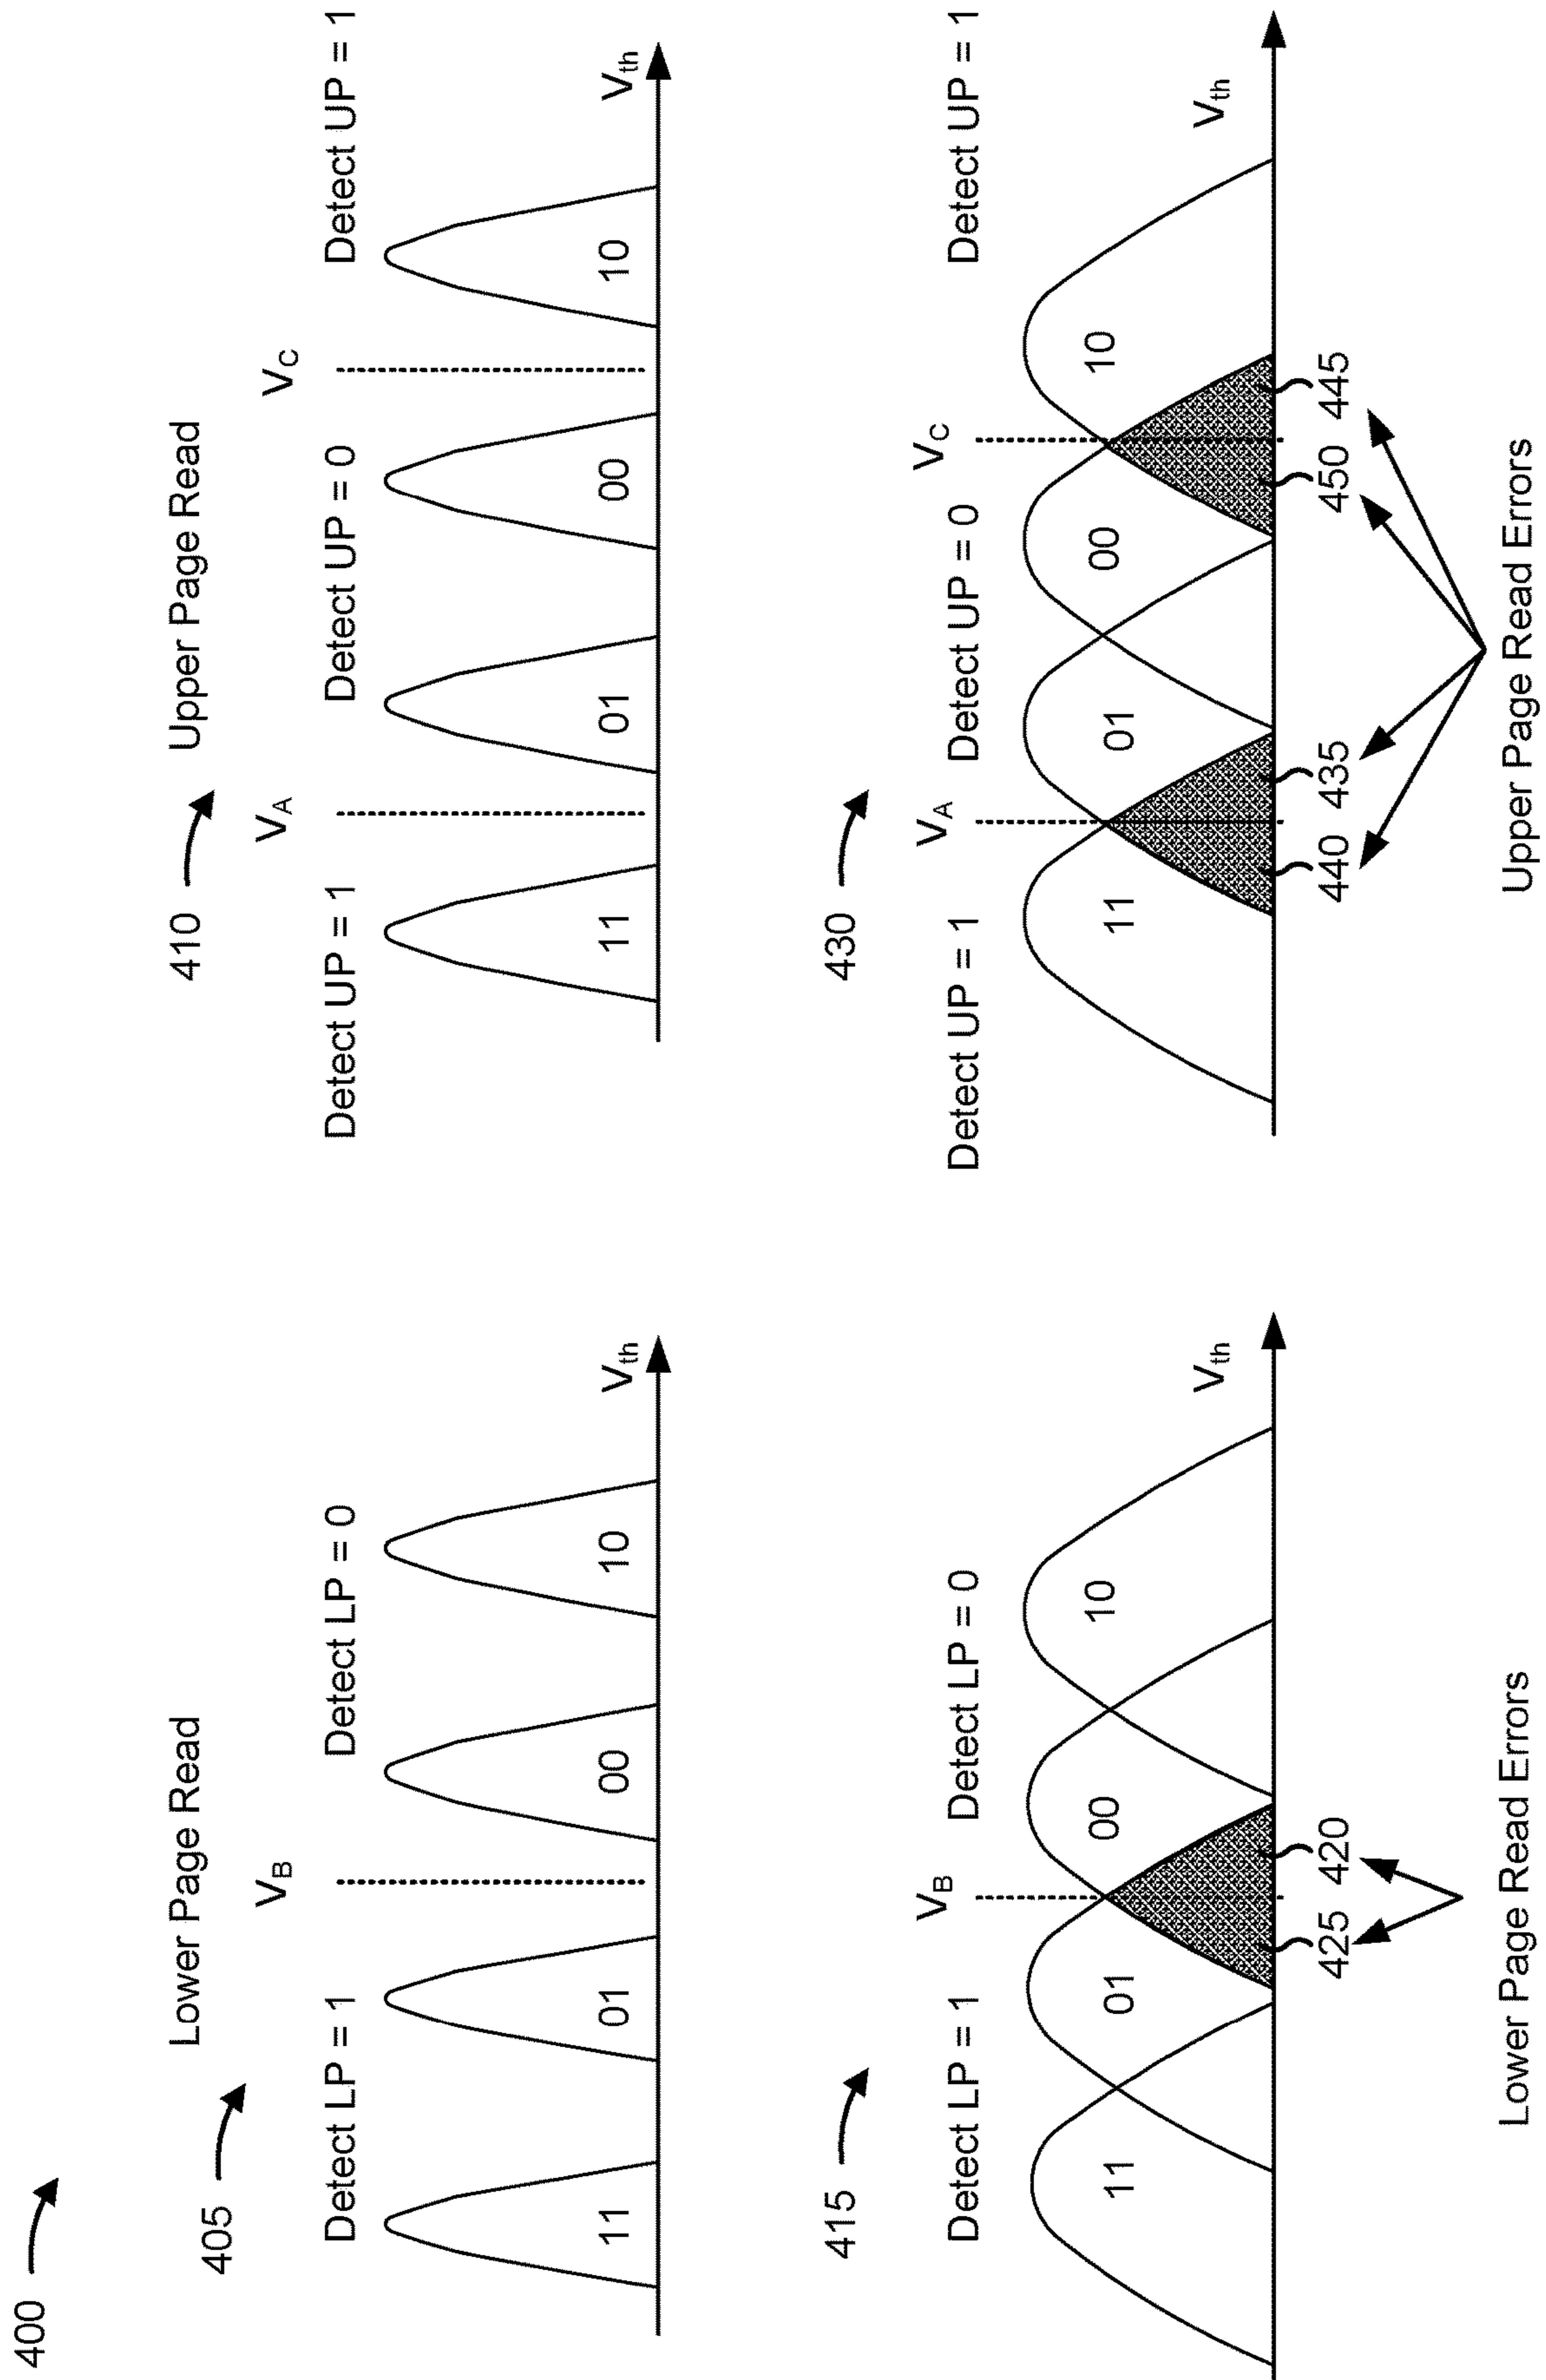 400
Lower Page Read
405
V_B
Detect LP = 1 Detect LP = 0
11 01 00 10
V_th
Upper Page Read
410
V_A V_C
Detect UP = 1 Detect UP = 0 Detect UP = 1
11 01 00 10
V_th
415
V_B
Detect LP = 1 Detect LP = 0
11 01 00 10
V_th
425 420
Lower Page Read Errors
430
V_A V_C
Detect UP = 1 Detect UP = 0 Detect UP = 1
11 01 00 10
V_th
440 435 450 445
Upper Page Read Errors